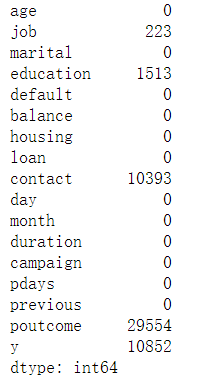 age 0
job 223
marital 0
education 1513
default 0
balance 0
housing 0
loan 0
contact 10393
day 0
month 0
duration 0
campaign 0
pdays 0
previous 0
poutcome 29554
y 10852
dtype: int64